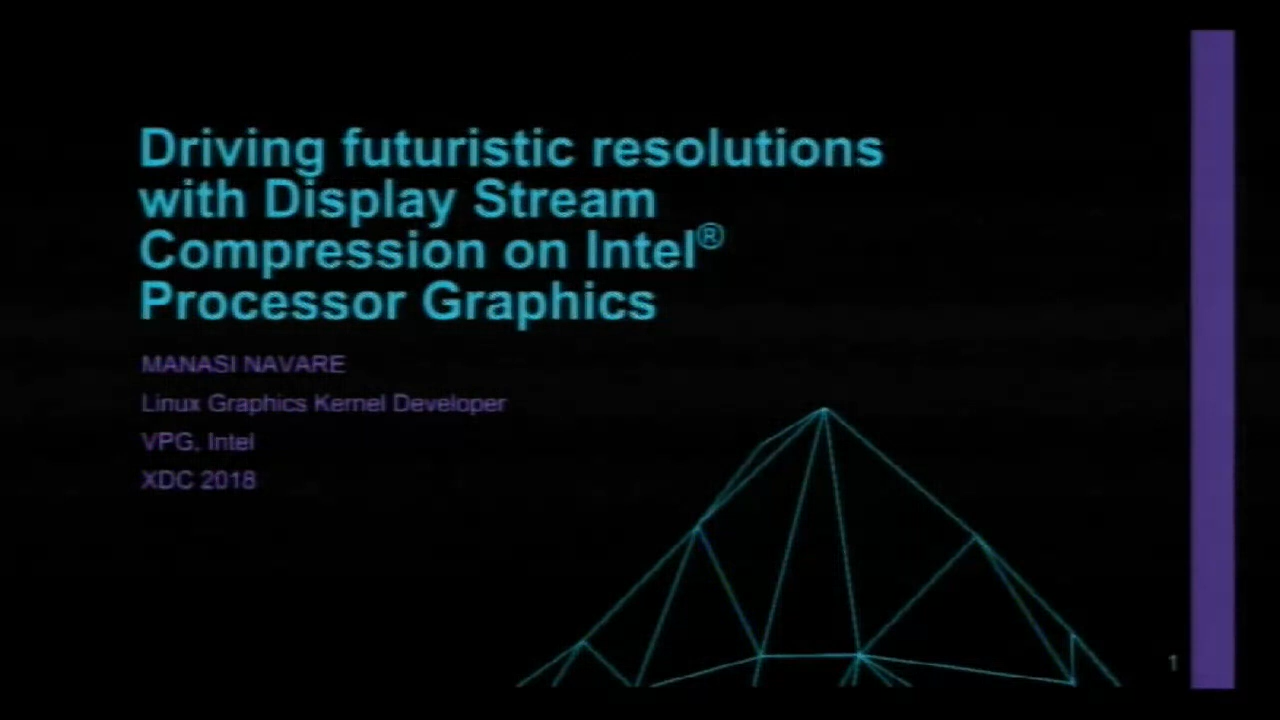 Driving futuristic resolutions
with Display Stream
Compression on Intel®
Processor Graphics
MANASI NAVARE
Linux Graphics Kernel Developer
VPG, Intel
XDC 2018
1